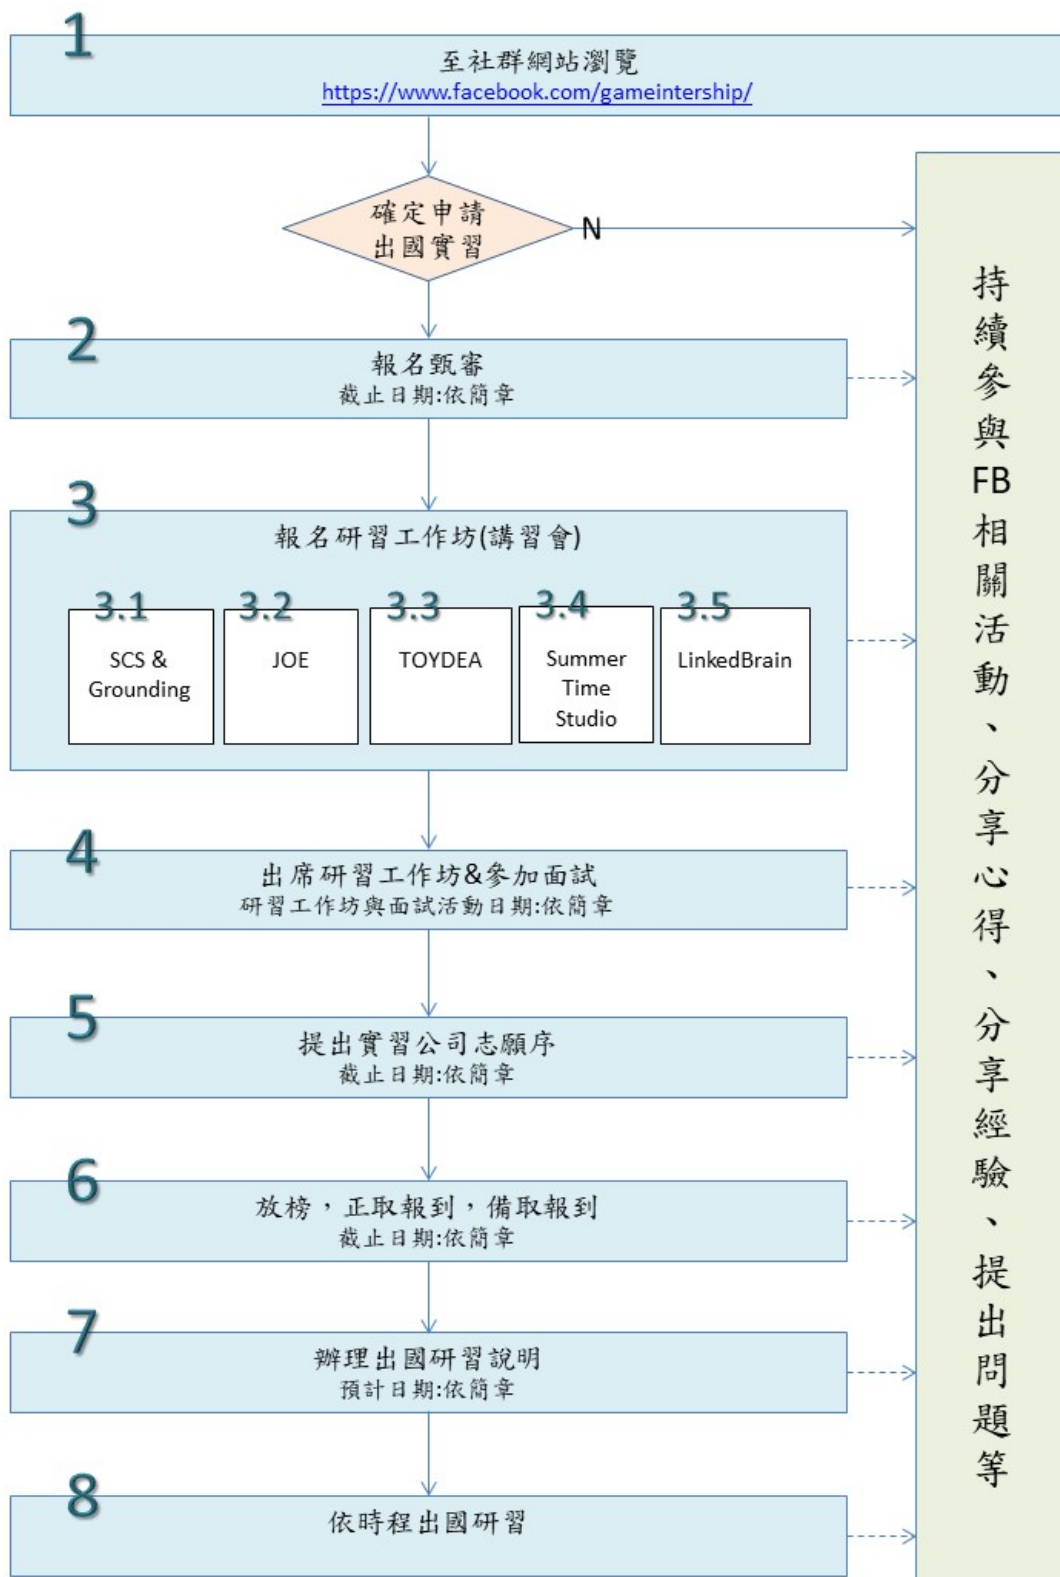 1
至社群網站瀏覽
https://www.facebook.com/gameintership/
確定申請
出國實習
N
2
報名甄審
截止日期:依簡章
3
報名研習工作坊(講習會)
3.1
SCS &
Grounding
3.2
JOE
3.3
TOYDEA
3.4
Summer
Time
Studio
3.5
LinkedBrain
4
出席研習工作坊&參加面試
研習工作坊與面試活動日期:依簡章
5
提出實習公司志願序
截止日期:依簡章
6
放榜，正取報到，備取報到
截止日期:依簡章
7
辦理出國研習說明
預計日期:依簡章
8
依時程出國研習
持續參與FB相關活動、分享心得、分享經驗、提出問題等